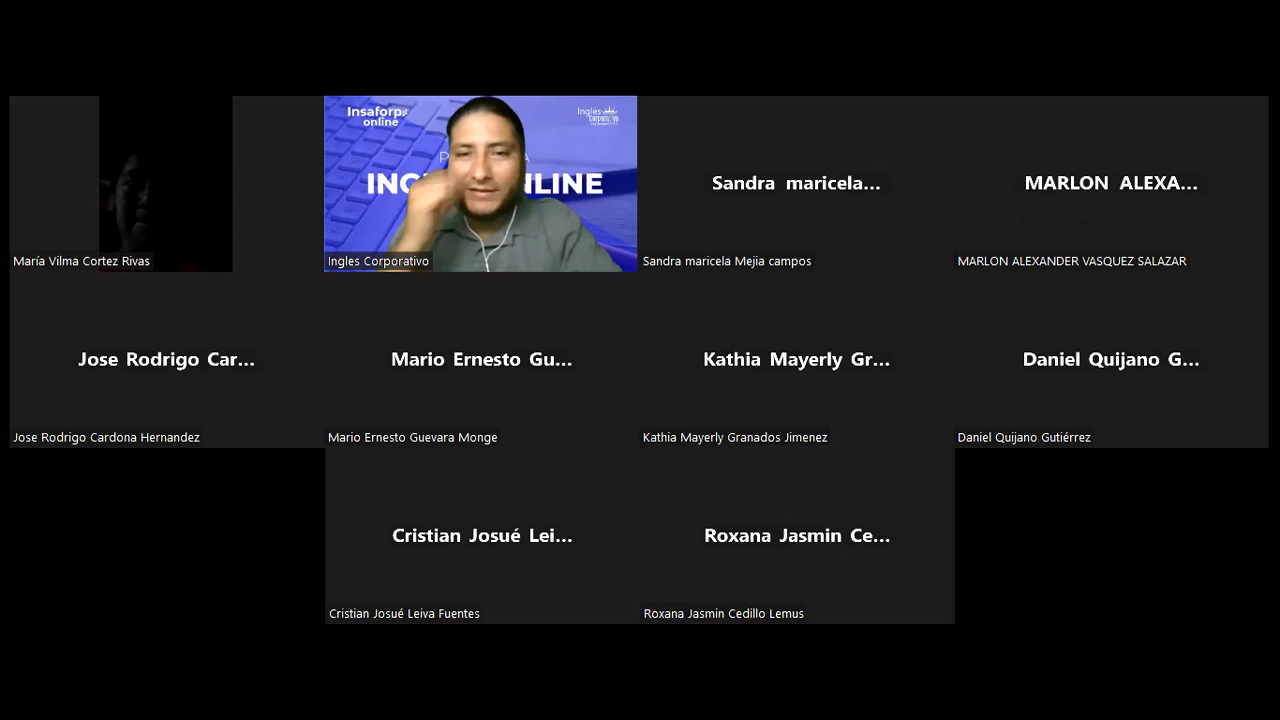 María Vilma Cortez Rivas
Insaforp
online
Inglés
INGL
NLINE
Ingles Corporativo
Sandra maricela...
Sandra maricela Mejia campos
MARLON ALEXA...
MARLON ALEXANDER VASQUEZ SALAZAR
Jose Rodrigo Car...
Jose Rodrigo Cardona Hernandez
Mario Ernesto Gu...
Mario Ernesto Guevara Monge
Kathia Mayerly Gr...
Kathia Mayerly Granados Jimenez
Daniel Quijano G...
Daniel Quijano Gutiérrez
Cristian Josué Lei...
Cristian Josué Leiva Fuentes
Roxana Jasmin Ce...
Roxana Jasmin Cedillo Lemus